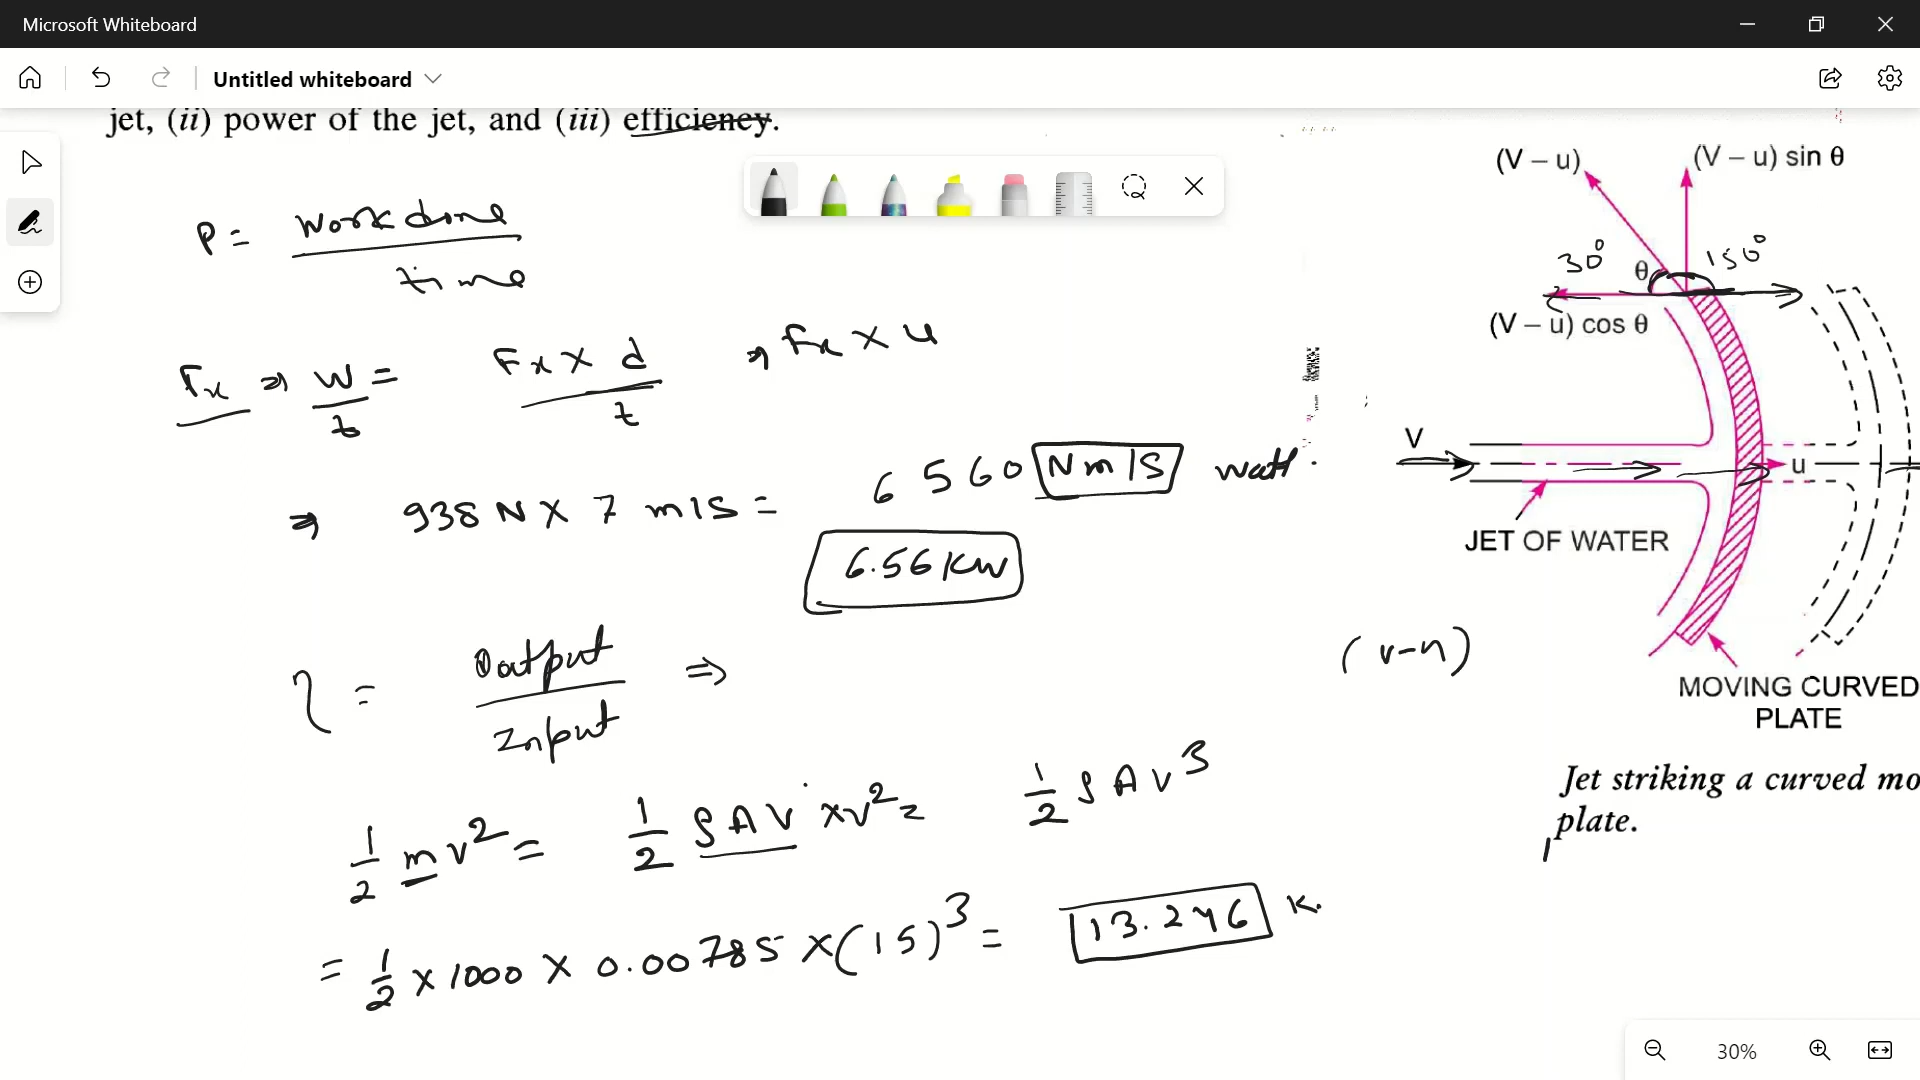 Microsoft Whiteboard
Untitled whiteboard
jet, (ii) power of the jet, and (iii) efficiency.
P = work done / time
Fx ⇒ W/t = Fx × d / t ⇒ Fx × u
⇒ 938 N × 7 m/s = 6560 Nm/s watt.
6.56 KW
η = Output / Input ⇒
(v-u)
1/2 mv² = 1/2 ρAV × v² = 1/2 ρAV³
= 1/2 × 1000 × 0.00785 × (15)³ = 13.246 K.
(V – u)
(V – u) sin θ
30°
θ
150°
(V – u) cos θ
V
u
JET OF WATER
MOVING CURVED
PLATE
Jet striking a curved mo
plate.
30%